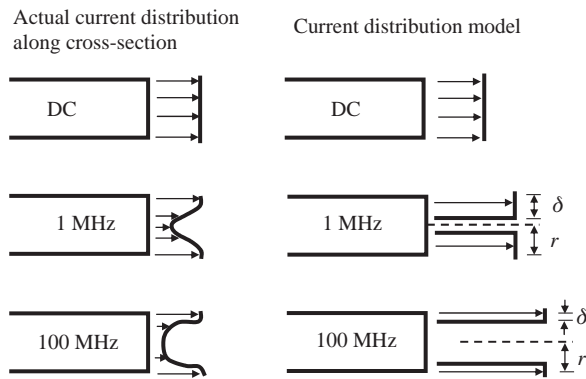 Actual current distribution
along cross-section
Current distribution model
DC
DC
1 MHz
1 MHz
δ
r
100 MHz
100 MHz
δ
r